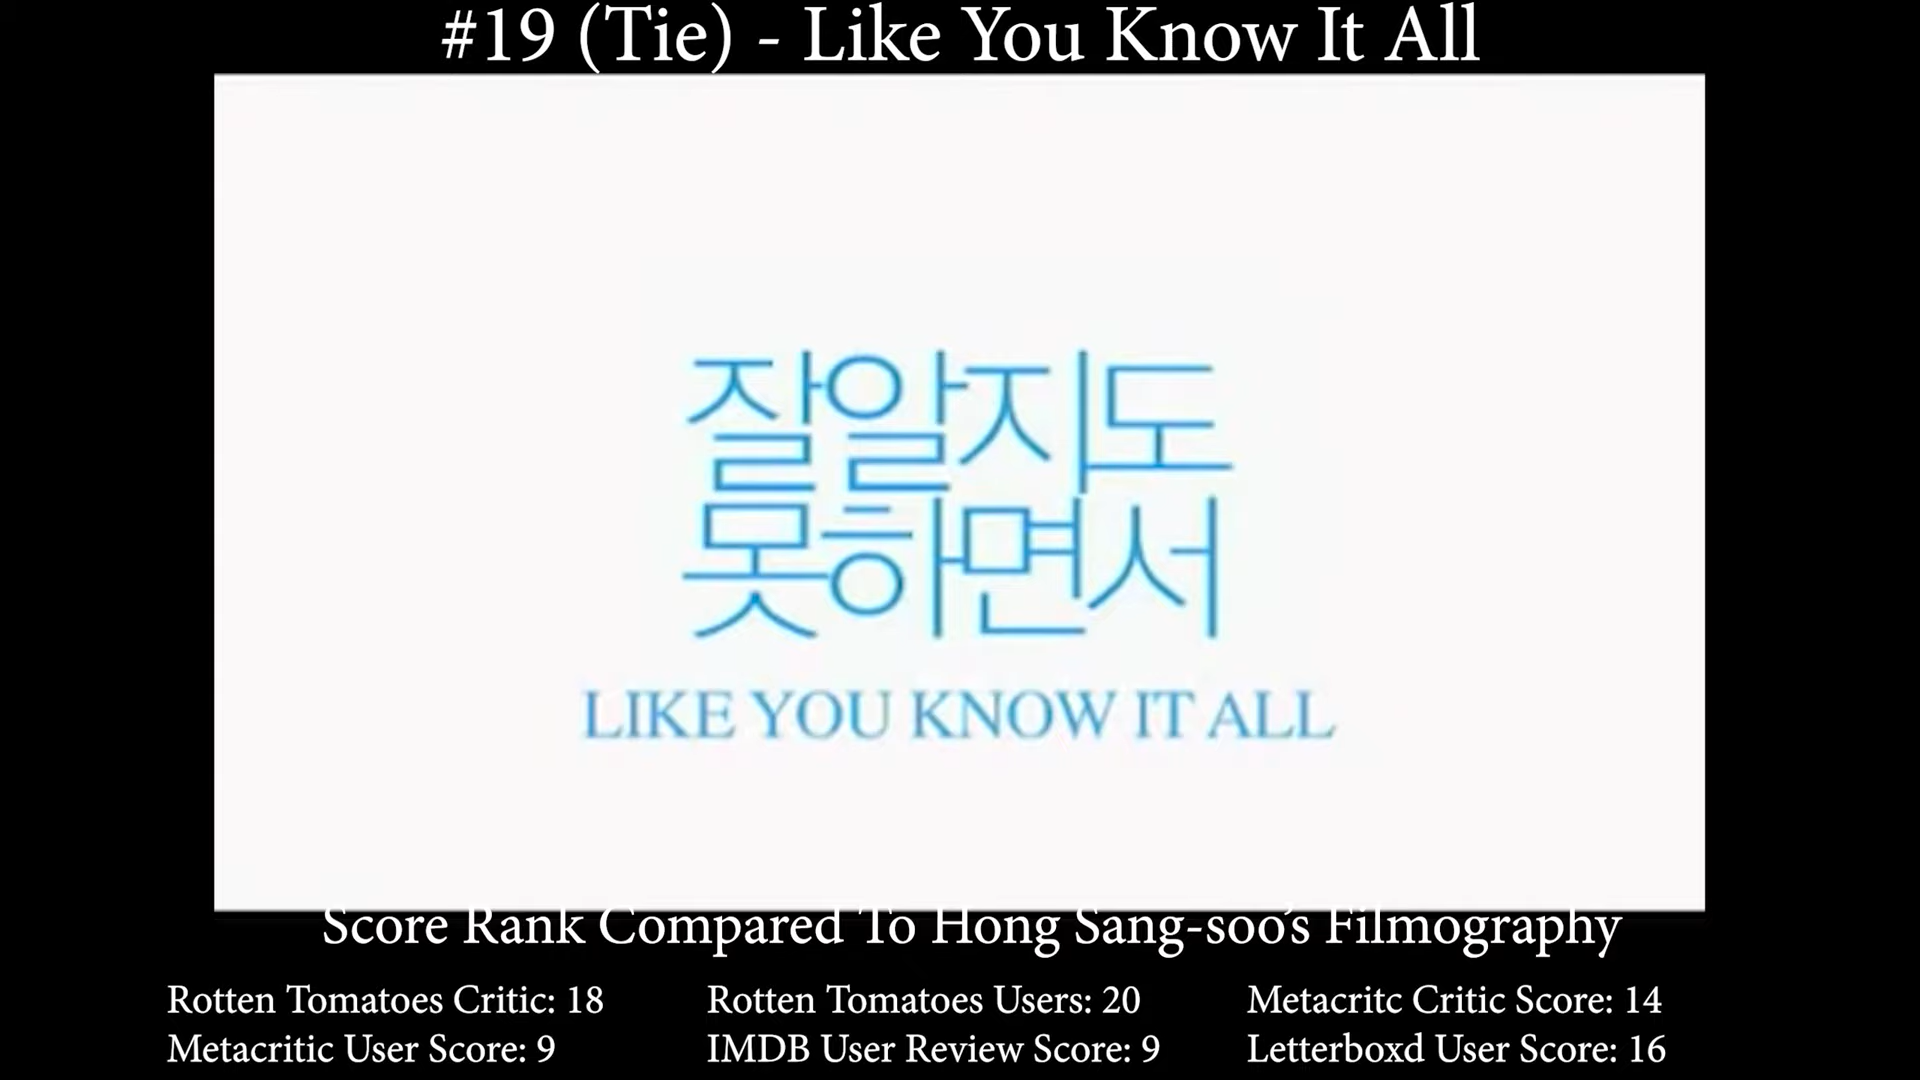 #19 (Tie) - Like You Know It All
잘알지도
못하면서
LIKE YOU KNOW IT ALL
Score Rank Compared To Hong Sang-soo's Filmography
Rotten Tomatoes Critic: 18 Rotten Tomatoes Users: 20 Metacritc Critic Score: 14
Metacritic User Score: 9 IMDB User Review Score: 9 Letterboxd User Score: 16